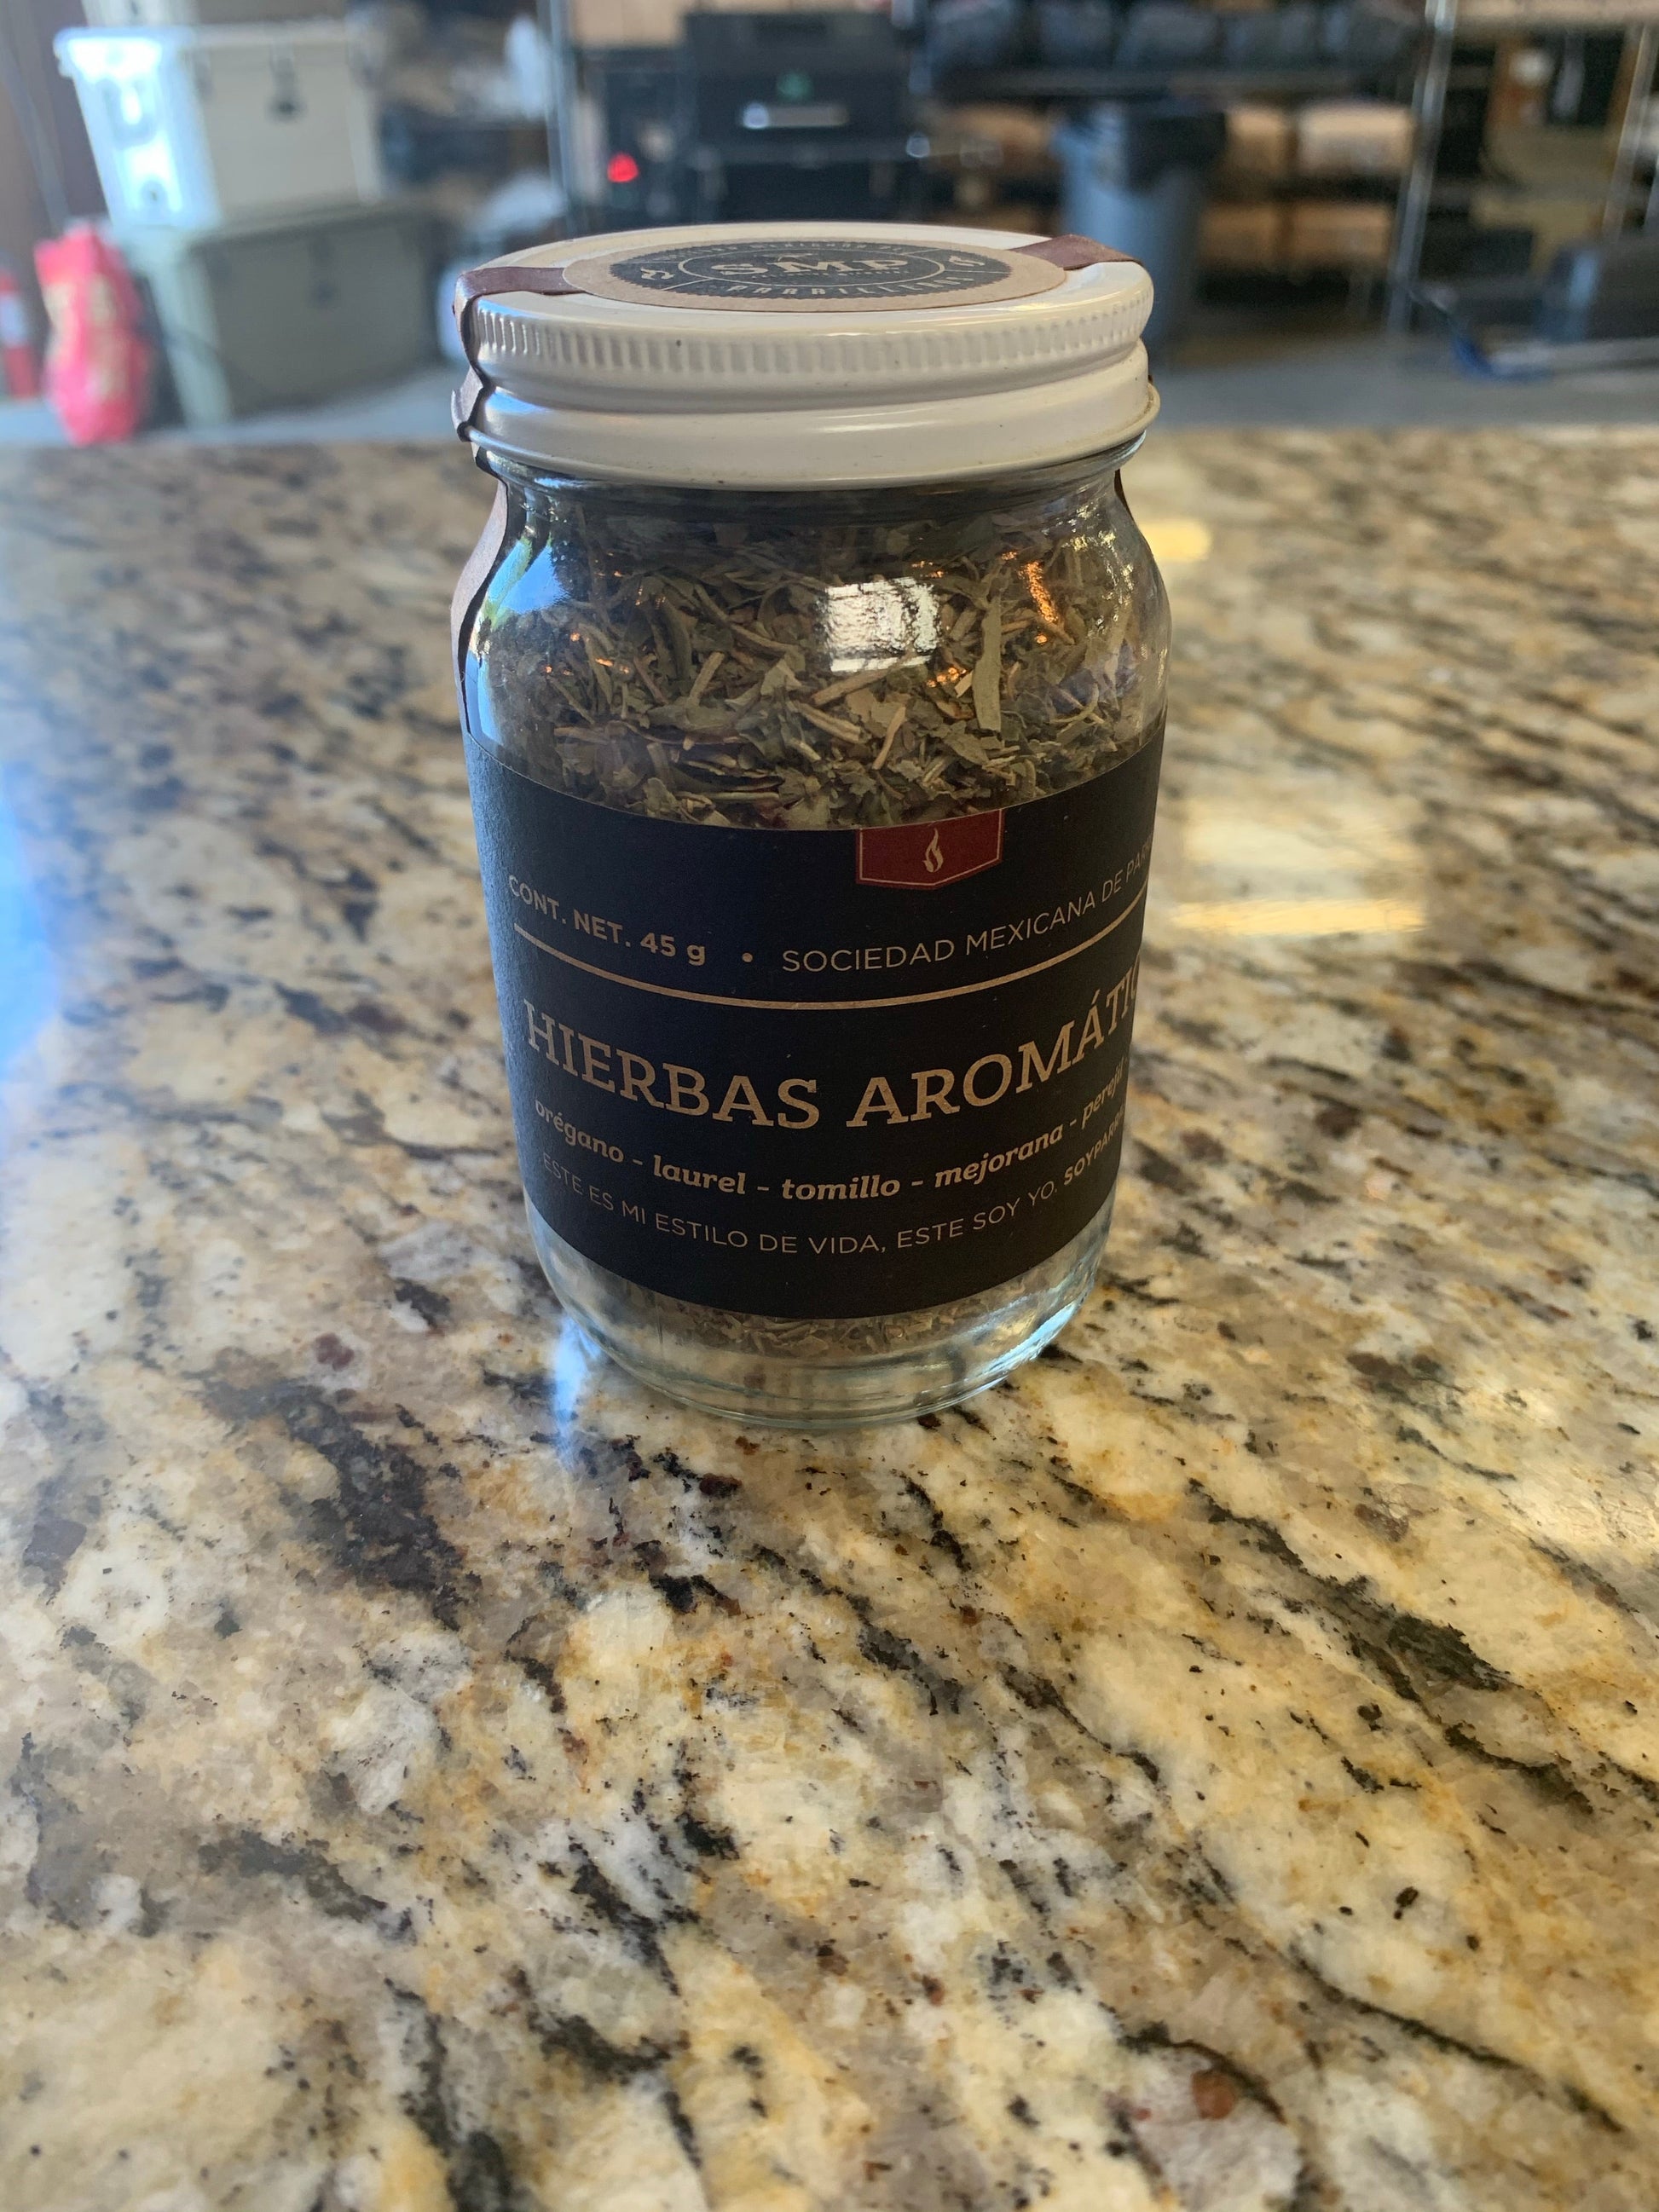 SMP
CONT. NET. 45 g • SOCIEDAD MEXICANA DE
HIERBAS
orégano - laurel - tomillo - mejorana - perejil
ESTE ES MI ESTILO DE VIDA, ESTE SOY YO.